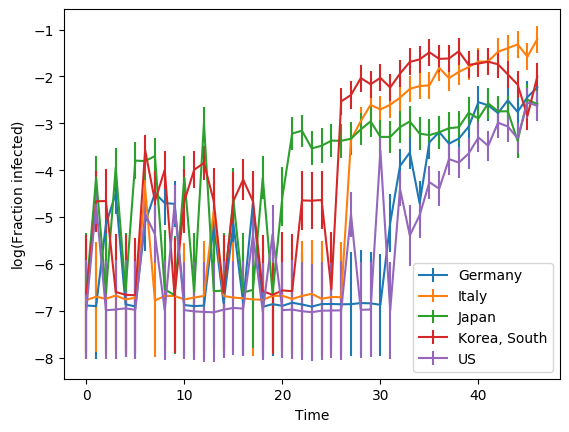 −1
−2
−3
−4
−5
−6
−7
−8
log(Fraction infected)
0
10
20
30
40
Time
Germany
Italy
Japan
Korea, South
US